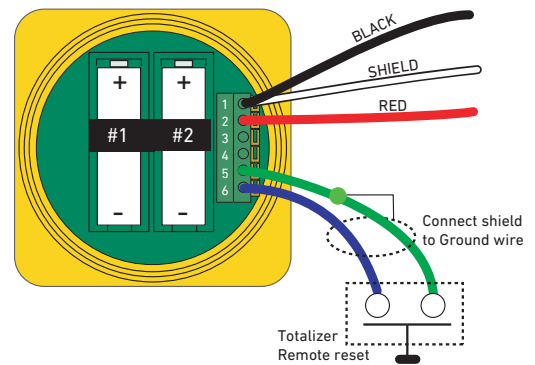 BLACK
SHIELD
RED
+
+
#1
#2
-
-
1
2
3
4
5
6
Connect shield
to Ground wire
Totalizer
Remote reset